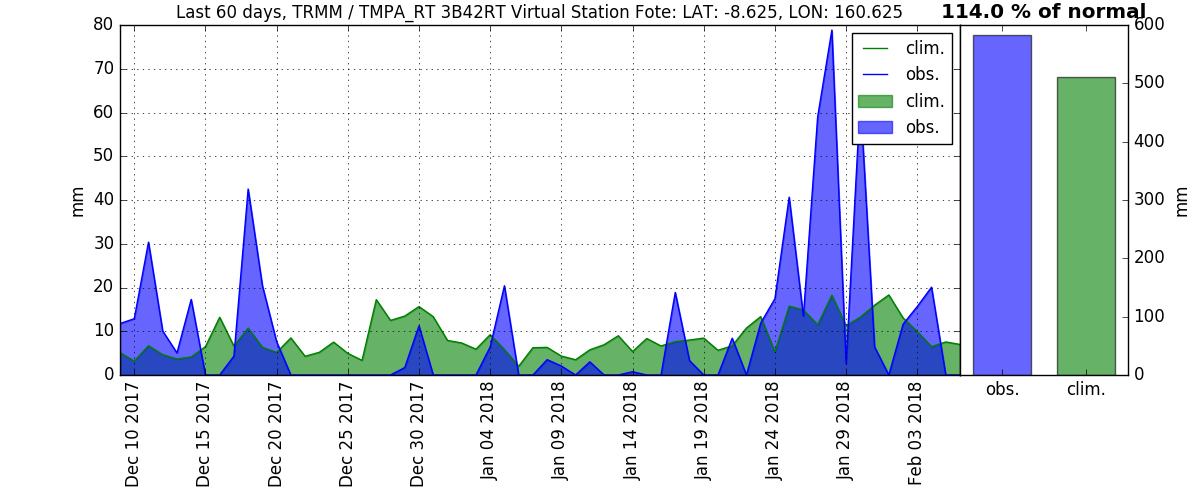 Last 60 days, TRMM / TMPA_RT 3B42RT Virtual Station Fote: LAT: -8.625, LON: 160.625
114.0 % of normal
80
70
60
50
40
30
20
10
0
mm
clim.
obs.
clim.
obs.
600
500
400
300
200
100
0
mm
obs.
clim.
Dec 10 2017
Dec 15 2017
Dec 20 2017
Dec 25 2017
Dec 30 2017
Jan 04 2018
Jan 09 2018
Jan 14 2018
Jan 19 2018
Jan 24 2018
Jan 29 2018
Feb 03 2018